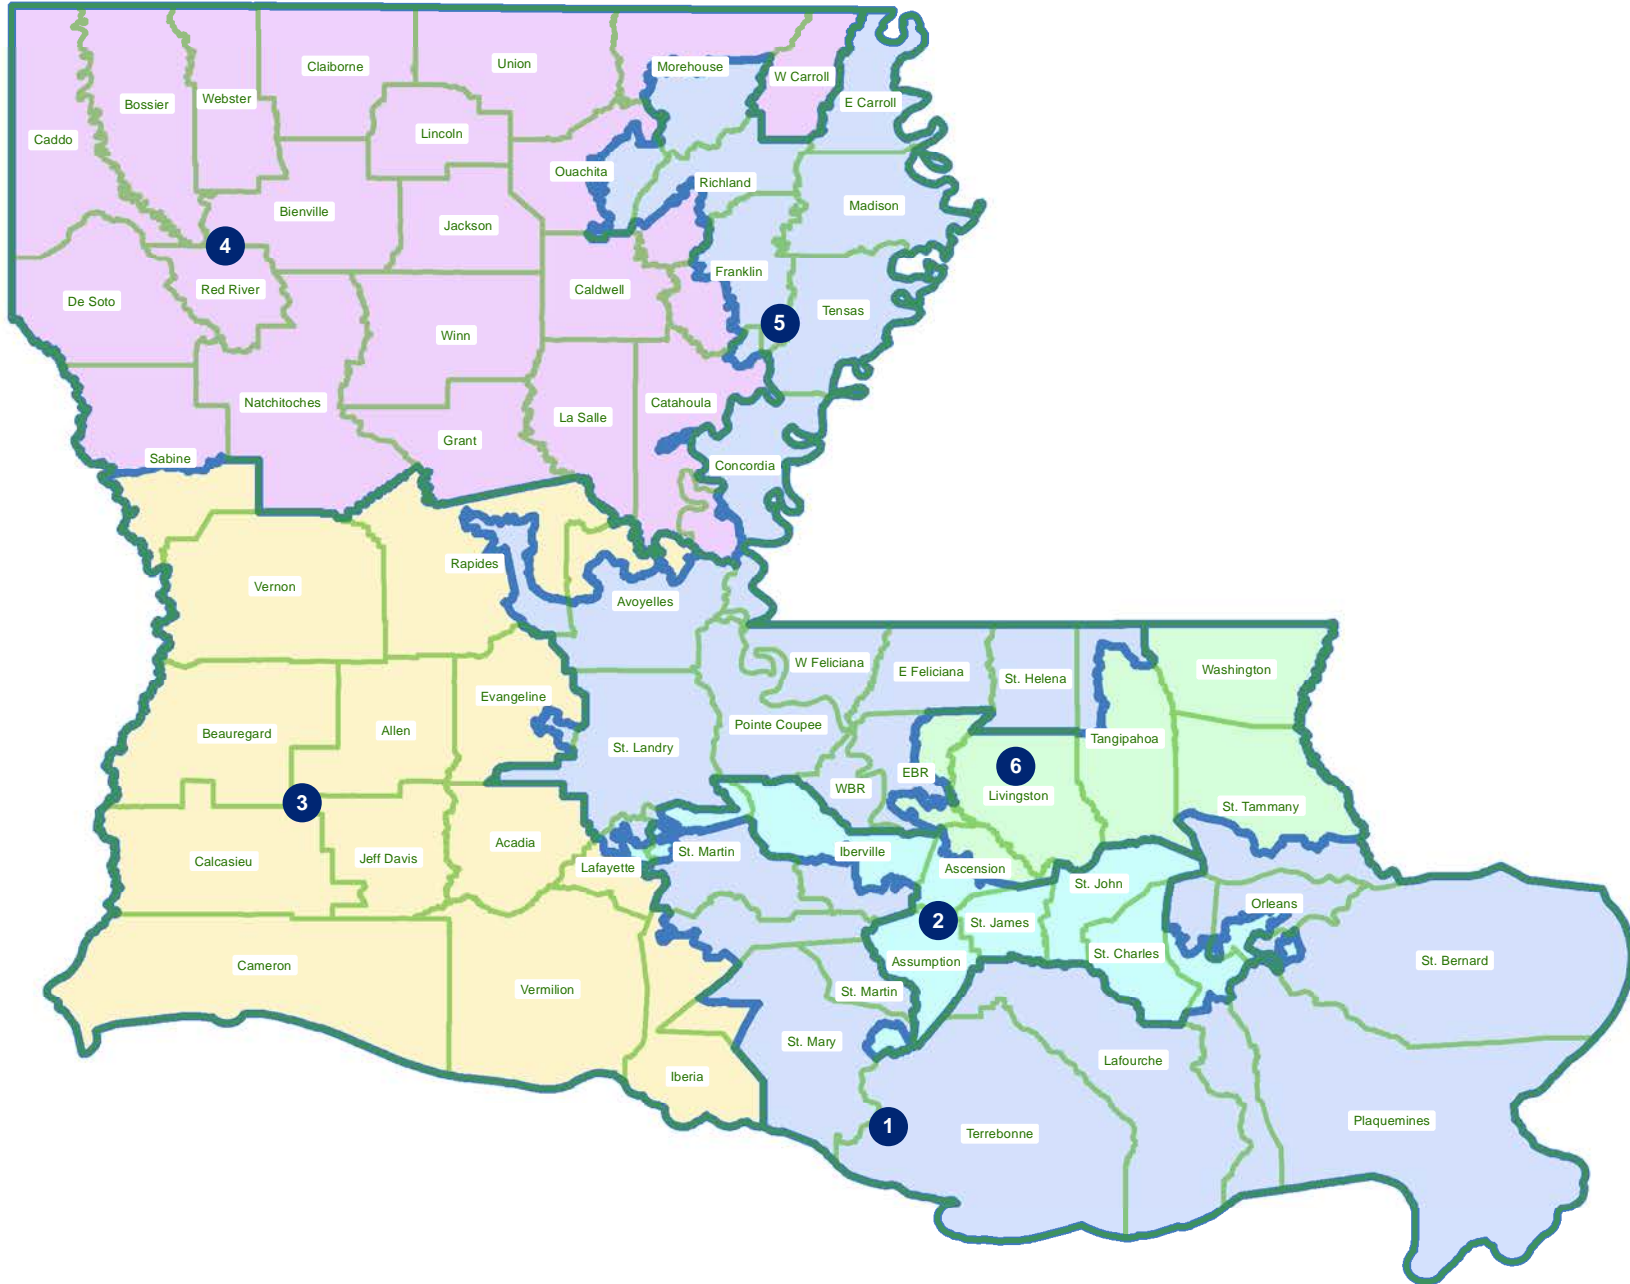 Claiborne
Union
Morehouse
W Carroll
Bossier
Webster
E Carroll
Caddo
Lincoln
Ouachita
Richland
Bienville
Madison
Jackson
4
Red River
Franklin
De Soto
Caldwell
Tensas
5
Winn
Natchitoches
Catahoula
La Salle
Grant
Sabine
Concordia
Rapides
Vernon
Avoyelles
W Feliciana
E Feliciana
St. Helena
Washington
Evangeline
Pointe Coupee
Allen
Beauregard
St. Landry
Tangipahoa
EBR
6
Livingston
WBR
3
St. Tammany
Acadia
Jeff Davis
Calcasieu
Lafayette
St. Martin
Iberville
Ascension
St. John
Orleans
2
St. James
St. Charles
Assumption
St. Bernard
Cameron
Vermilion
St. Martin
St. Mary
Lafourche
Iberia
1
Terrebonne
Plaquemines